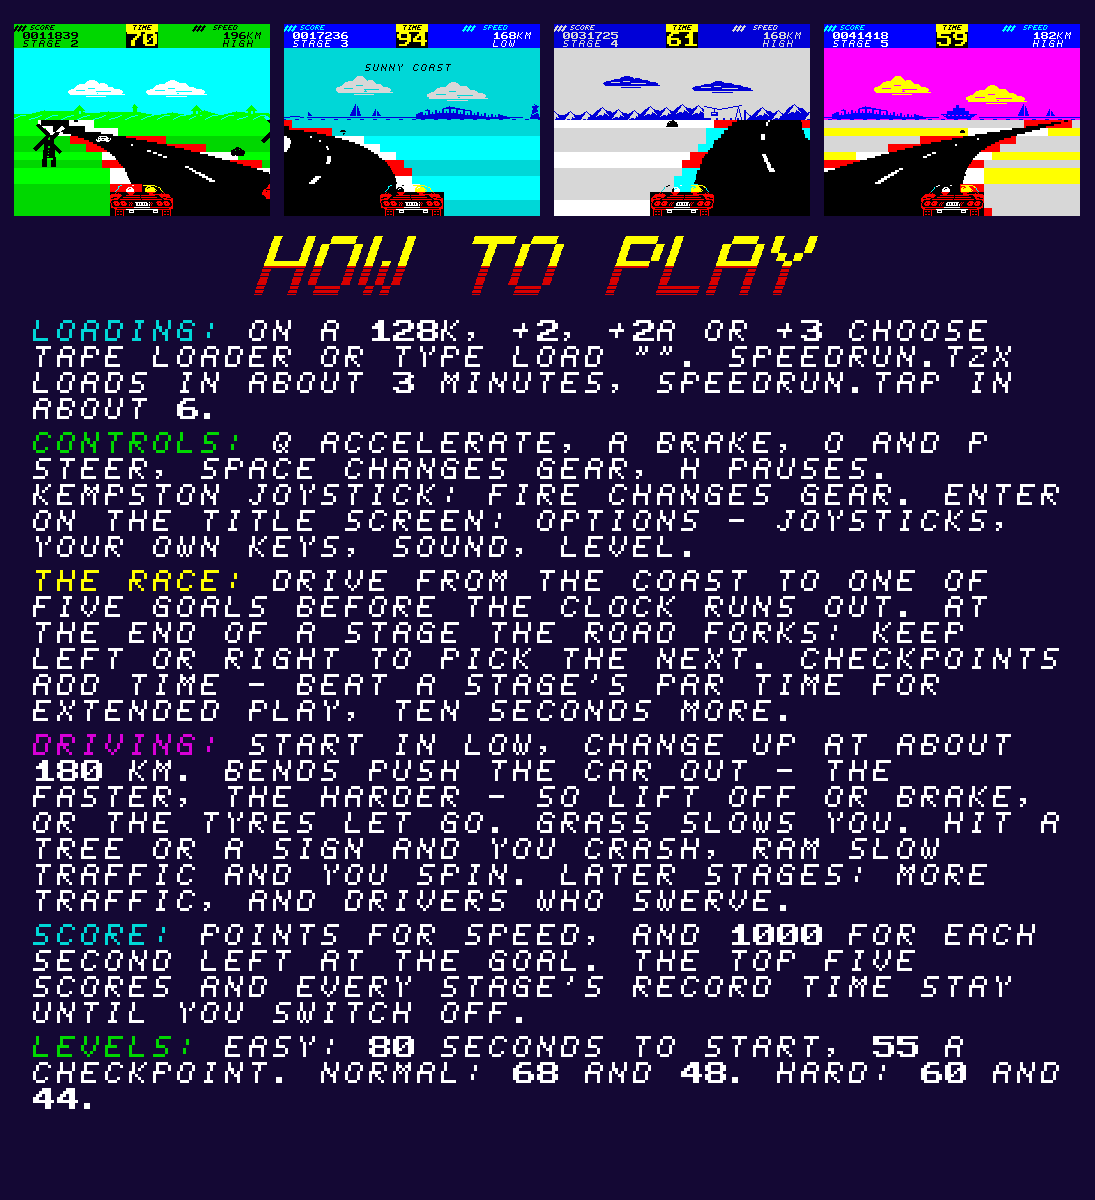 SCORE TIME SPEED
0011839 70 196KM
STAGE 2 HIGH
SCORE TIME SPEED
0017236 94 168KM
STAGE 3 LOW
SUNNY COAST
SCORE TIME SPEED
0031725 61 168KM
STAGE 4 HIGH
SCORE TIME SPEED
0041418 59 182KM
STAGE 5 HIGH
HOW TO PLAY
LOADING: ON A 128K, +2, +2A OR +3 CHOOSE
TAPE LOADER OR TYPE LOAD "". SPEEDRUN.TZX
LOADS IN ABOUT 3 MINUTES, SPEEDRUN.TAP IN
ABOUT 6.
CONTROLS: Q ACCELERATE, A BRAKE, O AND P
STEER, SPACE CHANGES GEAR, H PAUSES.
KEMPSTON JOYSTICK: FIRE CHANGES GEAR. ENTER
ON THE TITLE SCREEN: OPTIONS - JOYSTICKS,
YOUR OWN KEYS, SOUND, LEVEL.
THE RACE: DRIVE FROM THE COAST TO ONE OF
FIVE GOALS BEFORE THE CLOCK RUNS OUT. AT
THE END OF A STAGE THE ROAD FORKS: KEEP
LEFT OR RIGHT TO PICK THE NEXT. CHECKPOINTS
ADD TIME - BEAT A STAGE'S PAR TIME FOR
EXTENDED PLAY, TEN SECONDS MORE.
DRIVING: START IN LOW, CHANGE UP AT ABOUT
180 KM. BENDS PUSH THE CAR OUT - THE
FASTER, THE HARDER - SO LIFT OFF OR BRAKE,
OR THE TYRES LET GO. GRASS SLOWS YOU. HIT A
TREE OR A SIGN AND YOU CRASH, RAM SLOW
TRAFFIC AND YOU SPIN. LATER STAGES: MORE
TRAFFIC, AND DRIVERS WHO SWERVE.
SCORE: POINTS FOR SPEED, AND 1000 FOR EACH
SECOND LEFT AT THE GOAL. THE TOP FIVE
SCORES AND EVERY STAGE'S RECORD TIME STAY
UNTIL YOU SWITCH OFF.
LEVELS: EASY: 80 SECONDS TO START, 55 A
CHECKPOINT. NORMAL: 68 AND 48. HARD: 60 AND
44.